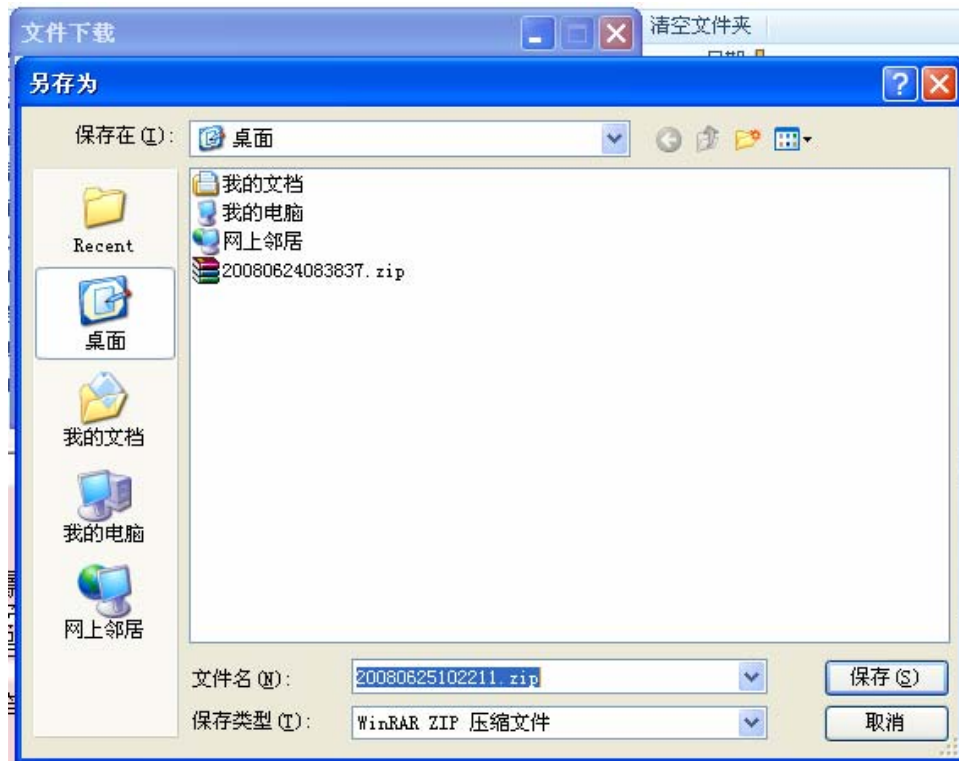 文件下载
清空文件夹
另存为
保存在(I):
桌面
Recent
桌面
我的文档
我的电脑
网上邻居
我的文档
我的电脑
网上邻居
20080624083837.zip
文件名(N):
20080625102211.zip
保存(S)
保存类型(T):
WinRAR ZIP 压缩文件
取消